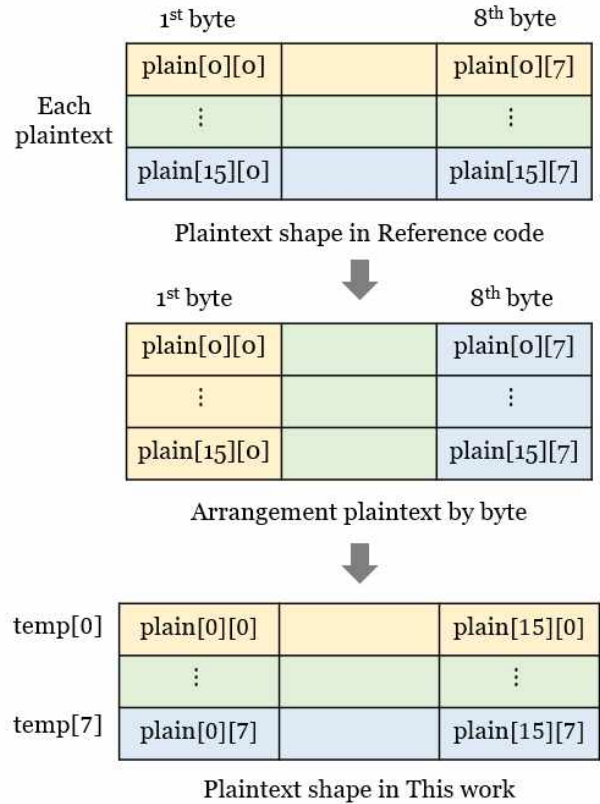 1st byte 8th byte
plain[0][0] plain[0][7]
Each
plaintext
⋮ ⋮
plain[15][0] plain[15][7]
Plaintext shape in Reference code
1st byte 8th byte
plain[0][0] plain[0][7]
⋮ ⋮
plain[15][0] plain[15][7]
Arrangement plaintext by byte
temp[0] plain[0][0] plain[15][0]
⋮ ⋮
temp[7] plain[0][7] plain[15][7]
Plaintext shape in This work